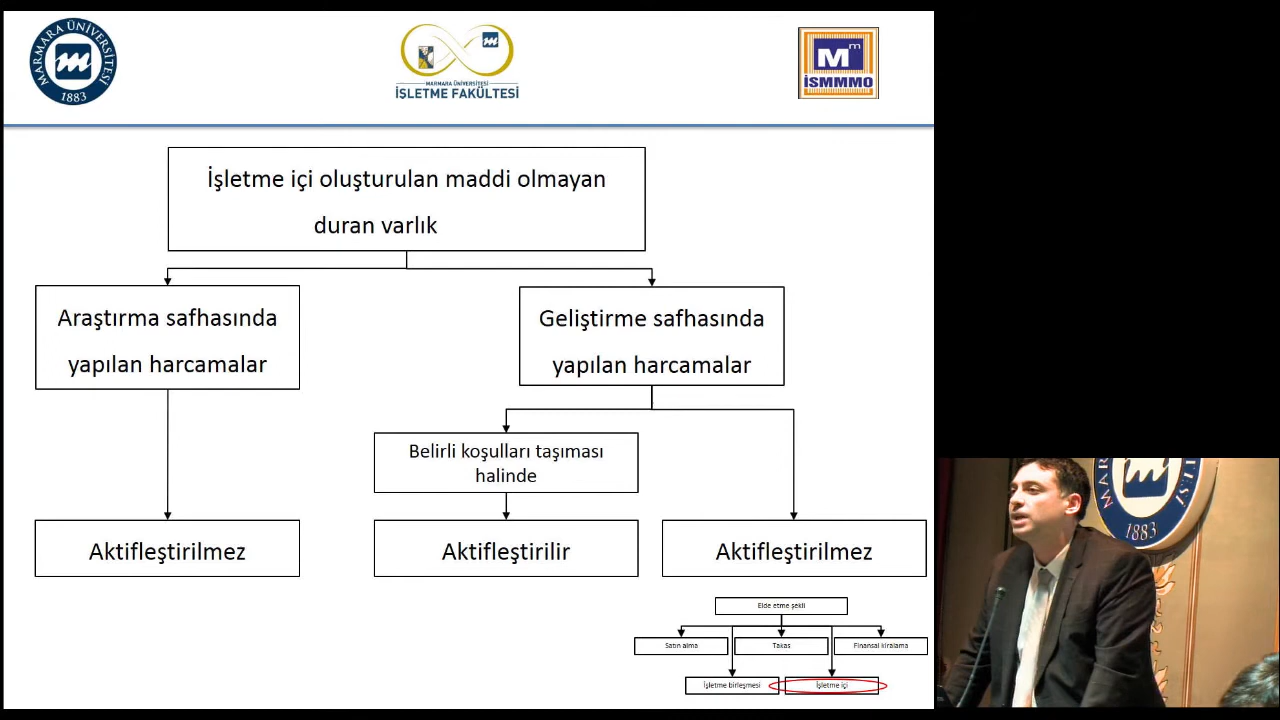 MARMARA ÜNİVERSİTESİ
1883
MARMARA ÜNİVERSİTESİ
İŞLETME FAKÜLTESİ
Mm
İSMMMO
İşletme içi oluşturulan maddi olmayan
duran varlık
Araştırma safhasında
yapılan harcamalar
Geliştirme safhasında
yapılan harcamalar
Belirli koşulları taşıması
halinde
Aktifleştirilmez
Aktifleştirilir
Aktifleştirilmez
Elde etme şekli
Satın alma
Takas
Finansal kiralama
İşletme birleşmesi
İşletme içi
1883